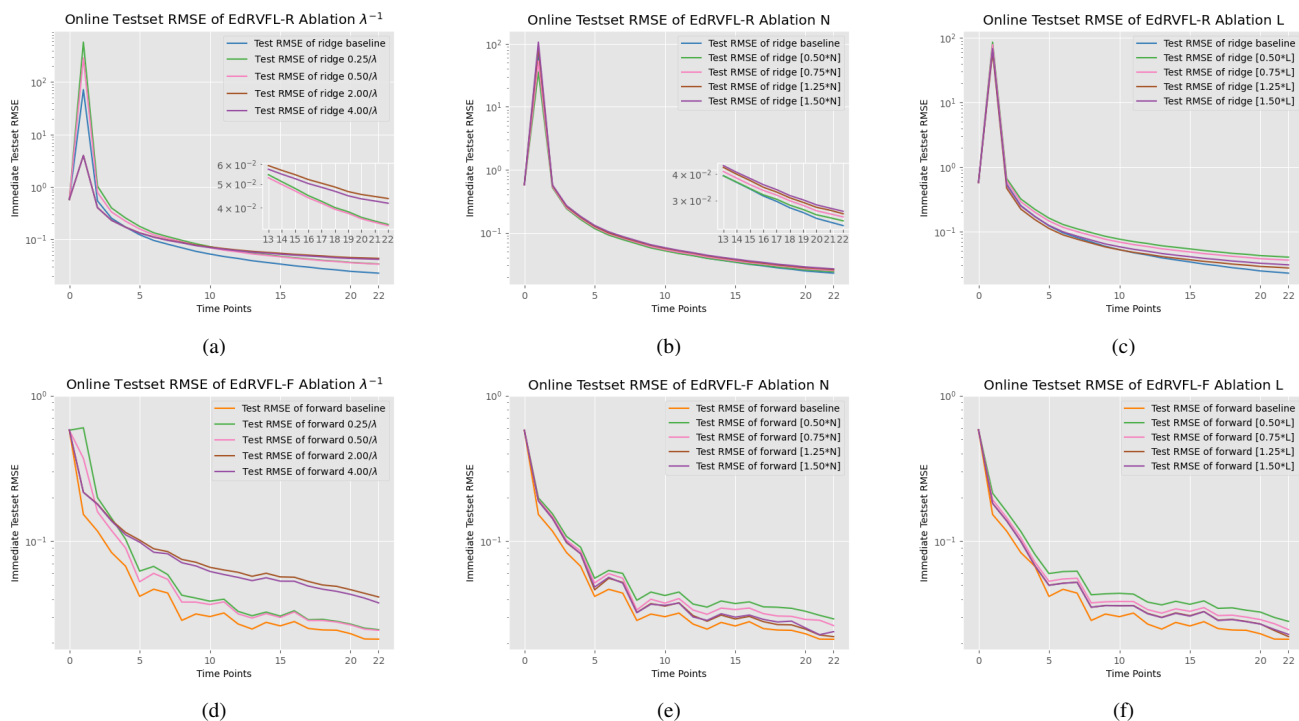 Online Testset RMSE of EdRVFL-R Ablation λ⁻¹
Immediate Testset RMSE
10²
10¹
10⁰
10⁻¹
Test RMSE of ridge baseline
Test RMSE of ridge 0.25/λ
Test RMSE of ridge 0.50/λ
Test RMSE of ridge 2.00/λ
Test RMSE of ridge 4.00/λ
6 × 10⁻²
5 × 10⁻²
4 × 10⁻²
13 14 15 16 17 18 19 20 21 22
0 5 10 15 20 22
Time Points
(a)
Online Testset RMSE of EdRVFL-R Ablation N
Immediate Testset RMSE
10²
10¹
10⁰
10⁻¹
Test RMSE of ridge baseline
Test RMSE of ridge [0.50*N]
Test RMSE of ridge [0.75*N]
Test RMSE of ridge [1.25*N]
Test RMSE of ridge [1.50*N]
4 × 10⁻²
3 × 10⁻²
13 14 15 16 17 18 19 20 21 22
0 5 10 15 20 22
Time Points
(b)
Online Testset RMSE of EdRVFL-R Ablation L
Immediate Testset RMSE
10²
10¹
10⁰
10⁻¹
Test RMSE of ridge baseline
Test RMSE of ridge [0.50*L]
Test RMSE of ridge [0.75*L]
Test RMSE of ridge [1.25*L]
Test RMSE of ridge [1.50*L]
0 5 10 15 20 22
Time Points
(c)
Online Testset RMSE of EdRVFL-F Ablation λ⁻¹
Immediate Testset RMSE
10⁰
10⁻¹
Test RMSE of forward baseline
Test RMSE of forward 0.25/λ
Test RMSE of forward 0.50/λ
Test RMSE of forward 2.00/λ
Test RMSE of forward 4.00/λ
0 5 10 15 20 22
Time Points
(d)
Online Testset RMSE of EdRVFL-F Ablation N
Immediate Testset RMSE
10⁰
10⁻¹
Test RMSE of forward baseline
Test RMSE of forward [0.50*N]
Test RMSE of forward [0.75*N]
Test RMSE of forward [1.25*N]
Test RMSE of forward [1.50*N]
0 5 10 15 20 22
Time Points
(e)
Online Testset RMSE of EdRVFL-F Ablation L
Immediate Testset RMSE
10⁰
10⁻¹
Test RMSE of forward baseline
Test RMSE of forward [0.50*L]
Test RMSE of forward [0.75*L]
Test RMSE of forward [1.25*L]
Test RMSE of forward [1.50*L]
0 5 10 15 20 22
Time Points
(f)